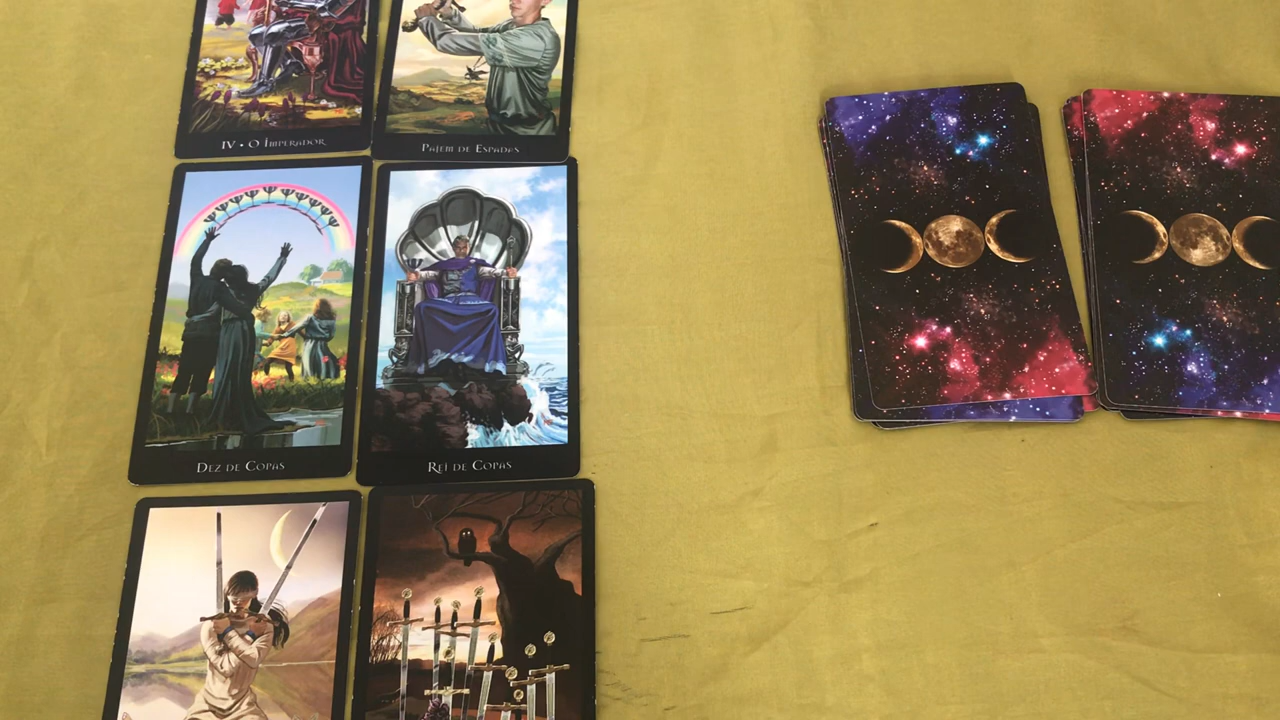 IV • O Imperador
Pajem de Espadas
Dez de Copas
Rei de Copas